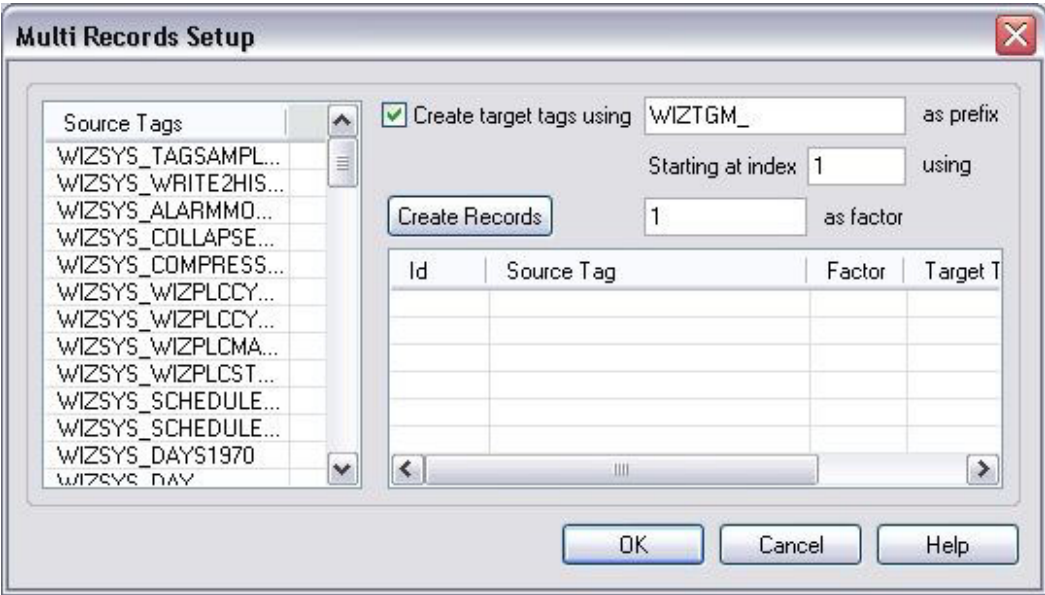 Multi Records Setup
Source Tags
WIZSYS_TAGSAMPL...
WIZSYS_WRITE2HIS...
WIZSYS_ALARMMO...
WIZSYS_COLLAPSE...
WIZSYS_COMPRESS...
WIZSYS_WIZPLCCY...
WIZSYS_WIZPLCCY...
WIZSYS_WIZPLCMA...
WIZSYS_WIZPLCST...
WIZSYS_SCHEDULE...
WIZSYS_SCHEDULE...
WIZSYS_DAYS1970
WIZSYS_DAY
Create target tags using WIZTGM_ as prefix
Starting at index 1 using
Create Records 1 as factor
Id Source Tag Factor Target T
OK Cancel Help